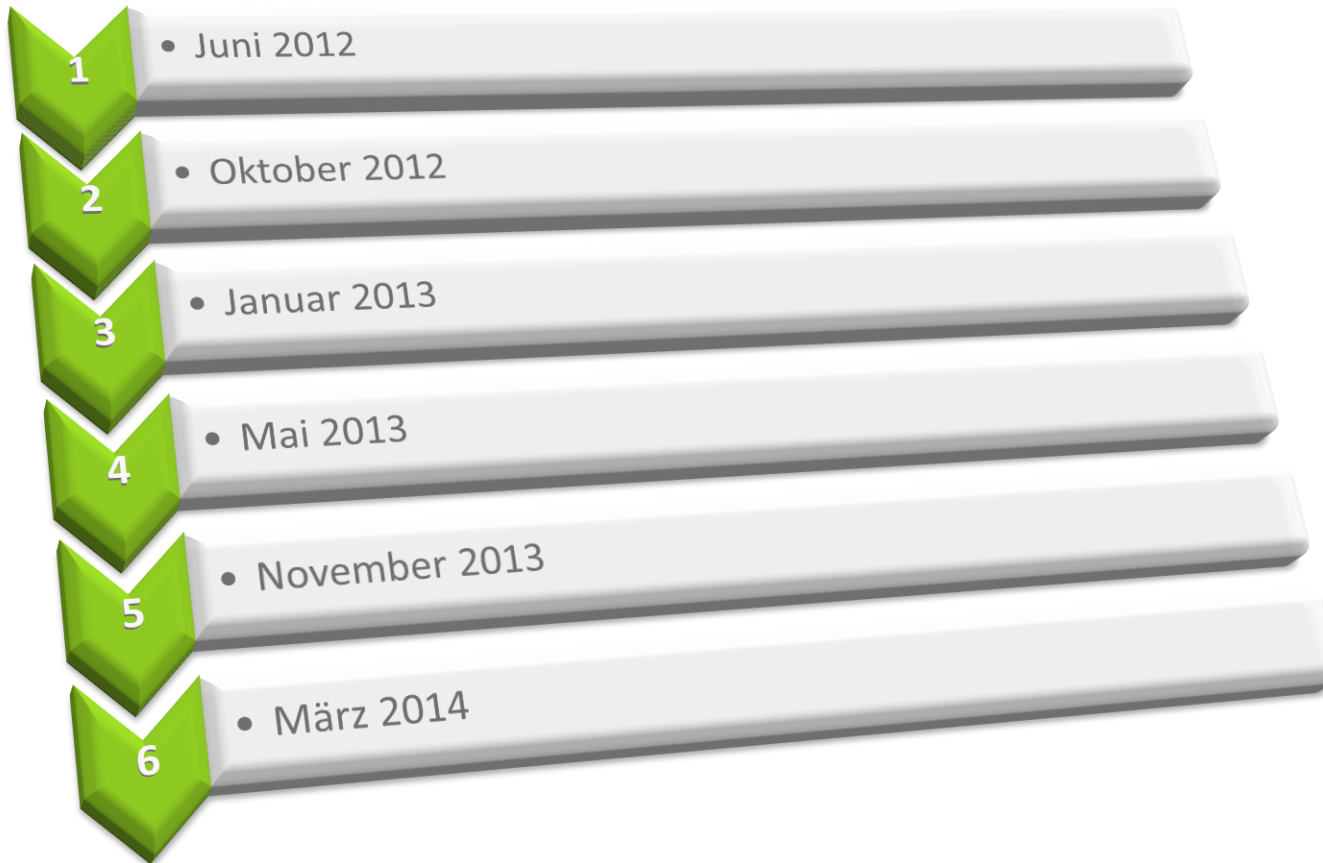 1
• Juni 2012
2
• Oktober 2012
3
• Januar 2013
4
• Mai 2013
5
• November 2013
6
• März 2014